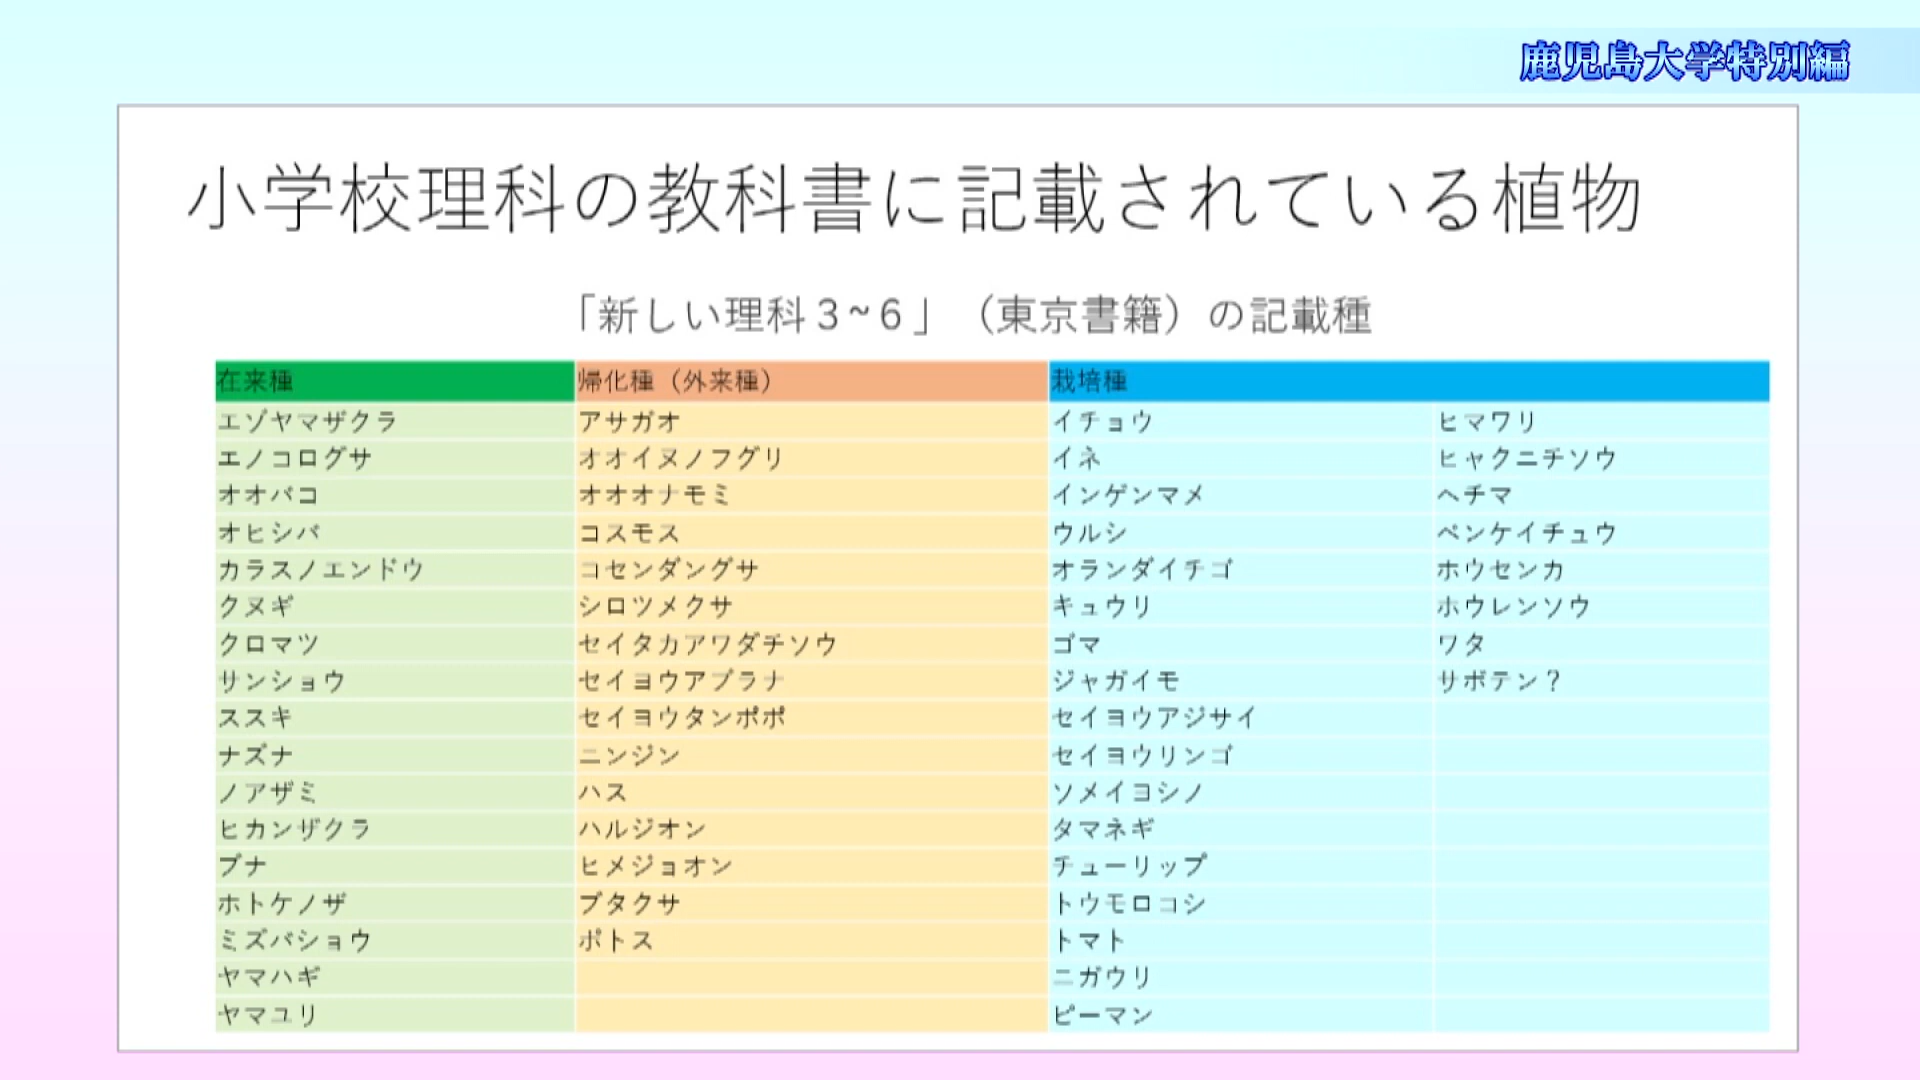 鹿児島大学特別編
小学校理科の教科書に記載されている植物
「新しい理科3~6」（東京書籍）の記載種
在来種 帰化種（外来種） 栽培種
エゾヤマザクラ アサガオ イチョウ ヒマワリ
エノコログサ オオイヌノフグリ イネ ヒャクニチソウ
オオバコ オオオナモミ インゲンマメ ヘチマ
オヒシバ コスモス ウルシ ベンケイチュウ
カラスノエンドウ コセンダングサ オランダイチゴ ホウセンカ
クヌギ シロツメクサ キュウリ ホウレンソウ
クロマツ セイタカアワダチソウ ゴマ ワタ
サンショウ セイヨウアブラナ ジャガイモ サボテン？
ススキ セイヨウタンポポ セイヨウアジサイ
ナズナ ニンジン セイヨウリンゴ
ノアザミ ハス ソメイヨシノ
ヒカンザクラ ハルジオン タマネギ
ブナ ヒメジョオン チューリップ
ホトケノザ ブタクサ トウモロコシ
ミズバショウ ポトス トマト
ヤマハギ ニガウリ
ヤマユリ ピーマン